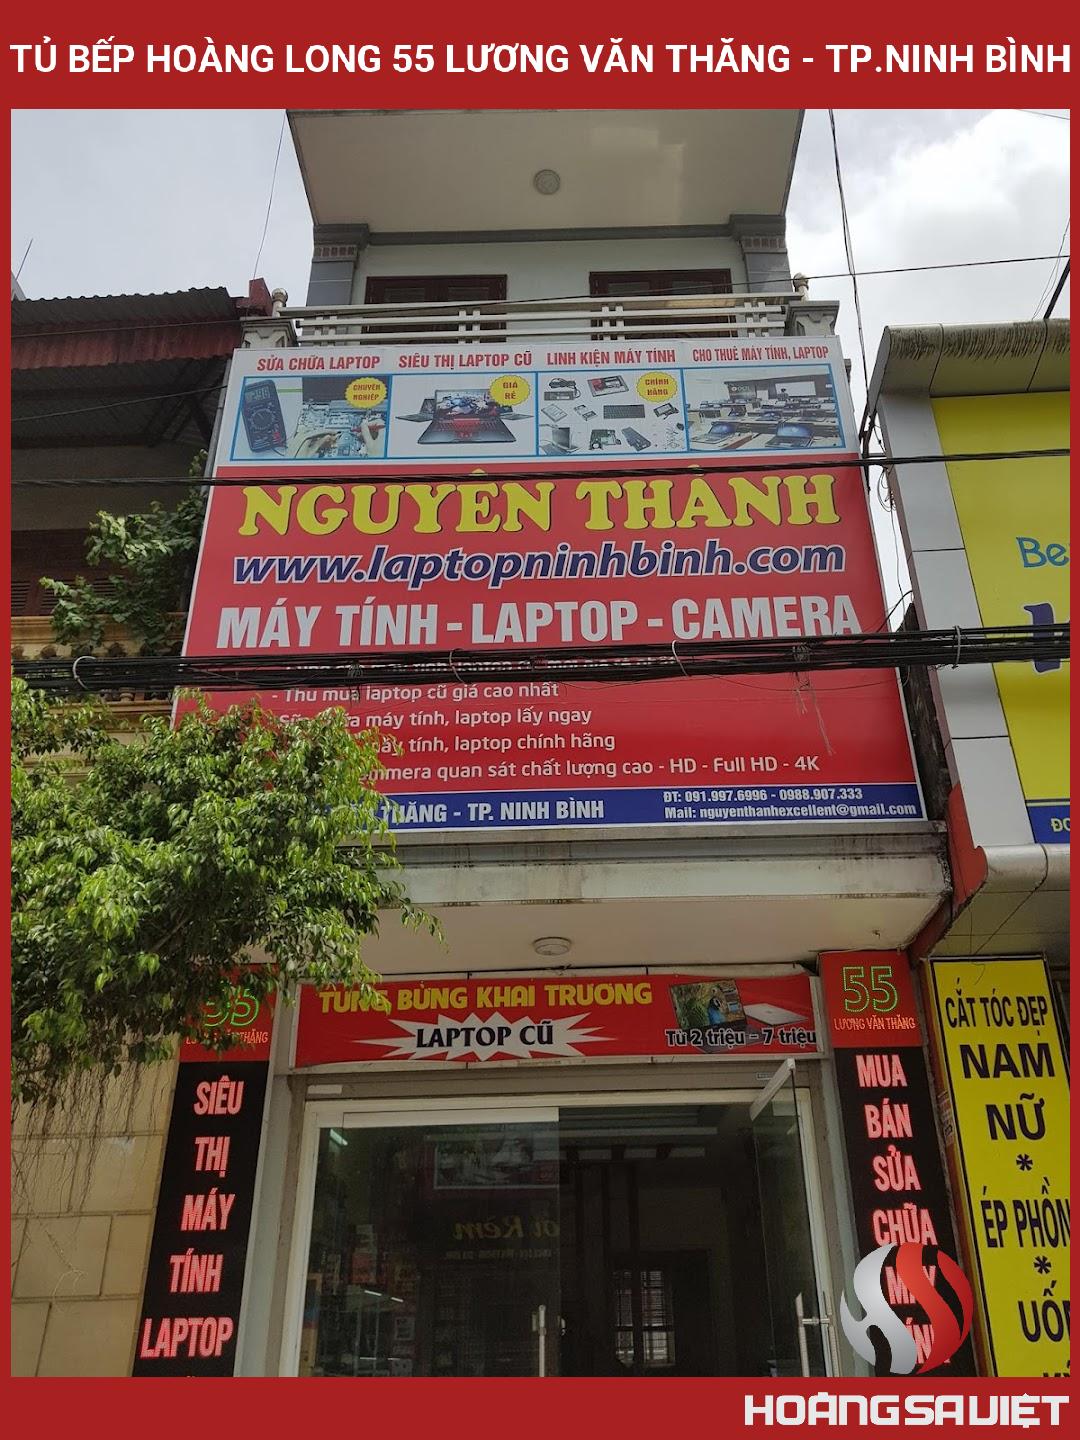 TỦ BẾP HOÀNG LONG 55 LƯƠNG VĂN THĂNG - TP.NINH BÌNH
SỬA CHỮA LAPTOP
SIÊU THỊ LAPTOP CŨ
LINH KIỆN MÁY TÍNH
CHO THUÊ MÁY TÍNH, LAPTOP
CHUYÊN
NGHIỆP
GIÁ
RẺ
CHÍNH
HÃNG
NGUYÊN THÀNH
www.laptopninhbinh.com
MÁY TÍNH - LAPTOP - CAMERA
- Thu mua laptop cũ giá cao nhất
máy tính, laptop lấy ngay
tính, laptop chính hãng
quan sát chất lượng cao - HD - Full HD - 4K
THĂNG - TP. NINH BÌNH
ĐT: 091.997.6996 - 0988.907.333
Mail: nguyenthanhexcellent@gmail.com
TƯNG BỪNG KHAI TRƯƠNG
LAPTOP CŨ
Từ 2 triệu - 7 triệu
55
SIÊU
THỊ
MÁY
TÍNH
LAPTOP
55
LƯƠNG VĂN THĂNG
MUA
BÁN
SỬA
CHỮA
MÁY
CẮT TÓC ĐẸP
NAM
NỮ
*
ÉP PHỒN
*
HOÀNGSAVIỆT